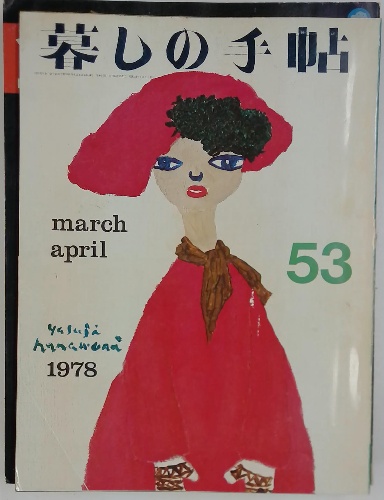 暮しの手帖
march
april
53
yasuji
hanamori
1978